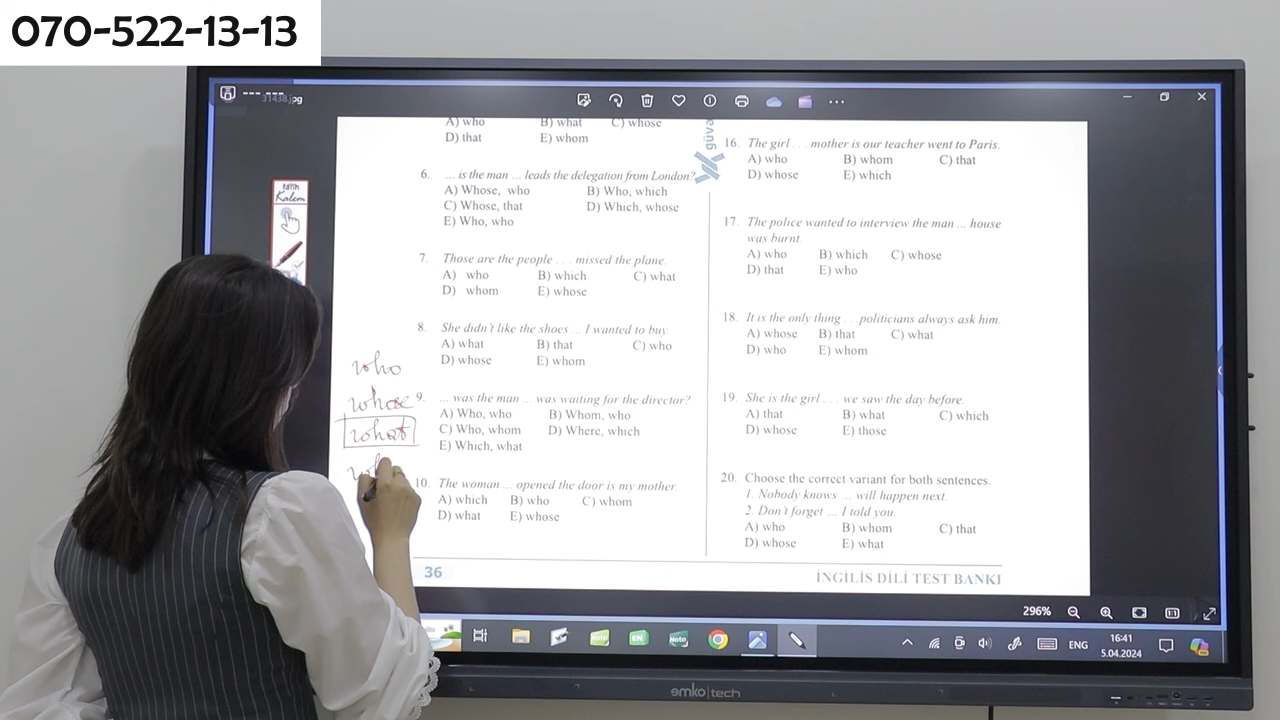 070-522-13-13
31438.jpg
A) who B) what C) whose
D) that E) whom
6. ... is the man ... leads the delegation from London?
A) Whose, who B) Who, which
C) Whose, that D) Which, whose
E) Who, who
7. Those are the people . . . missed the plane.
A) who B) which C) what
D) whom E) whose
8. She didn't like the shoes ... I wanted to buy.
A) what B) that C) who
D) whose E) whom
9. ... was the man ... was waiting for the director?
A) Who, who B) Whom, who
C) Who, whom D) Where, which
E) Which, what
10. The woman ... opened the door is my mother.
A) which B) who C) whom
D) what E) whose
36
güva
16. The girl . . . mother is our teacher went to Paris.
A) who B) whom C) that
D) whose E) which
17. The police wanted to interview the man ... house
was burnt.
A) who B) which C) whose
D) that E) who
18. It is the only thing . . .politicians always ask him.
A) whose B) that C) what
D) who E) whom
19. She is the girl . . . we saw the day before.
A) that B) what C) which
D) whose E) those
20. Choose the correct variant for both sentences.
1. Nobody knows ... will happen next.
2. Don't forget ... I told you.
A) who B) whom C) that
D) whose E) what
İNGİLİS DİLİ TEST BANKI
fatih
Kalem
who
what
296%
1:1
EN
Noto
ENG
16:41
5.04.2024
emko|tech